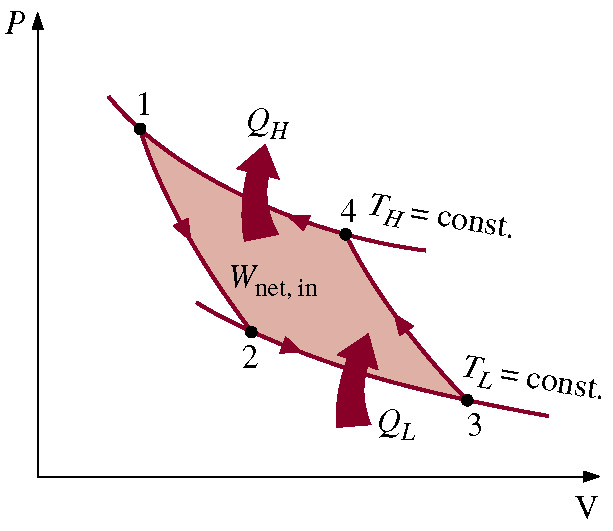 P
1
Q_H
4
T_H = const.
W_net, in
2
T_L = const.
Q_L
3
V